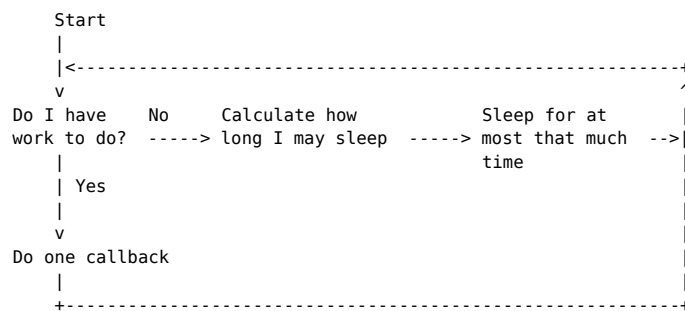 Start
Do I have No Calculate how Sleep for at
work to do? -----> long I may sleep -----> most that much -->
time
Yes
Do one callback